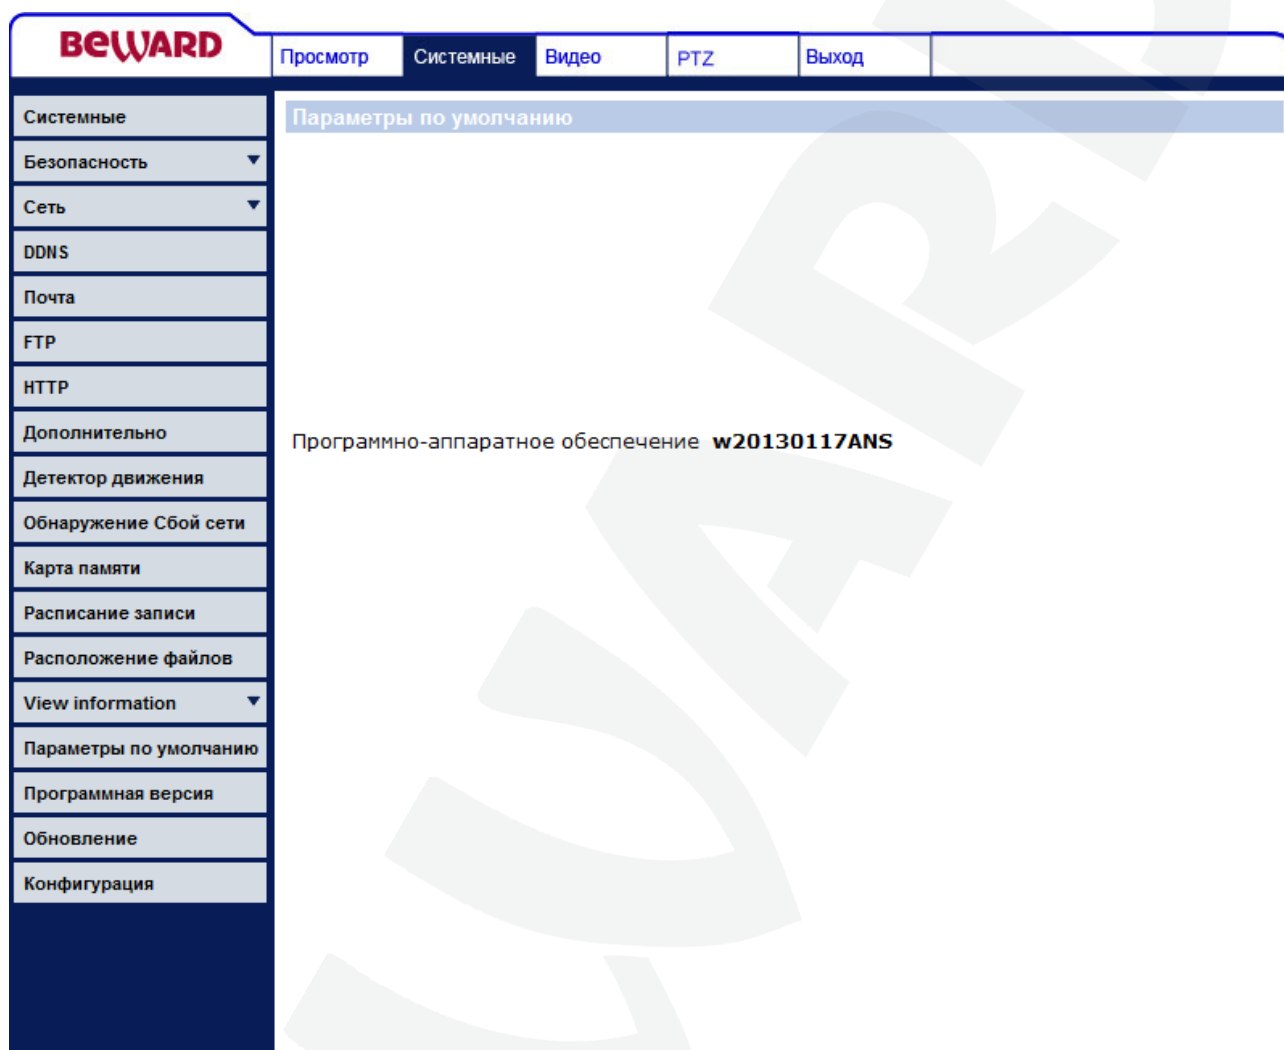 BEWARD
Просмотр Системные Видео PTZ Выход
Параметры по умолчанию
Системные
Безопасность
Сеть
DDNS
Почта
FTP
HTTP
Дополнительно
Детектор движения
Обнаружение Сбой сети
Карта памяти
Расписание записи
Расположение файлов
View information
Параметры по умолчанию
Программная версия
Обновление
Конфигурация
Программно-аппаратное обеспечение w20130117ANS